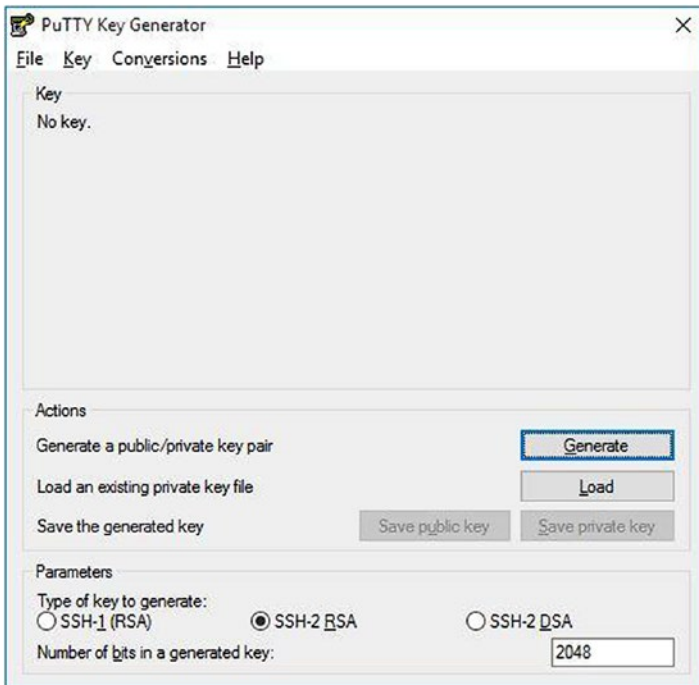 PuTTY Key Generator
File Key Conversions Help
Key
No key.
Actions
Generate a public/private key pair Generate
Load an existing private key file Load
Save the generated key Save public key Save private key
Parameters
Type of key to generate:
SSH-1 (RSA) SSH-2 RSA SSH-2 DSA
Number of bits in a generated key: 2048